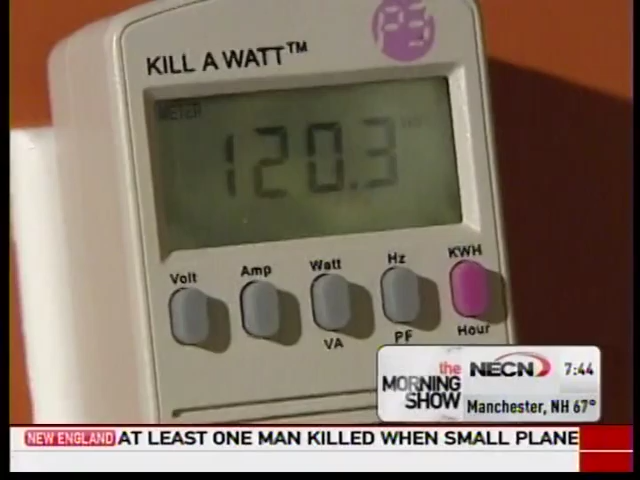 P3
KILL A WATT™
METER
120.3
Volt Amp Watt Hz KWH
VA PF Hour
the MORNING SHOW
NECN 7:44
Manchester, NH 67°
NEW ENGLAND AT LEAST ONE MAN KILLED WHEN SMALL PLANE